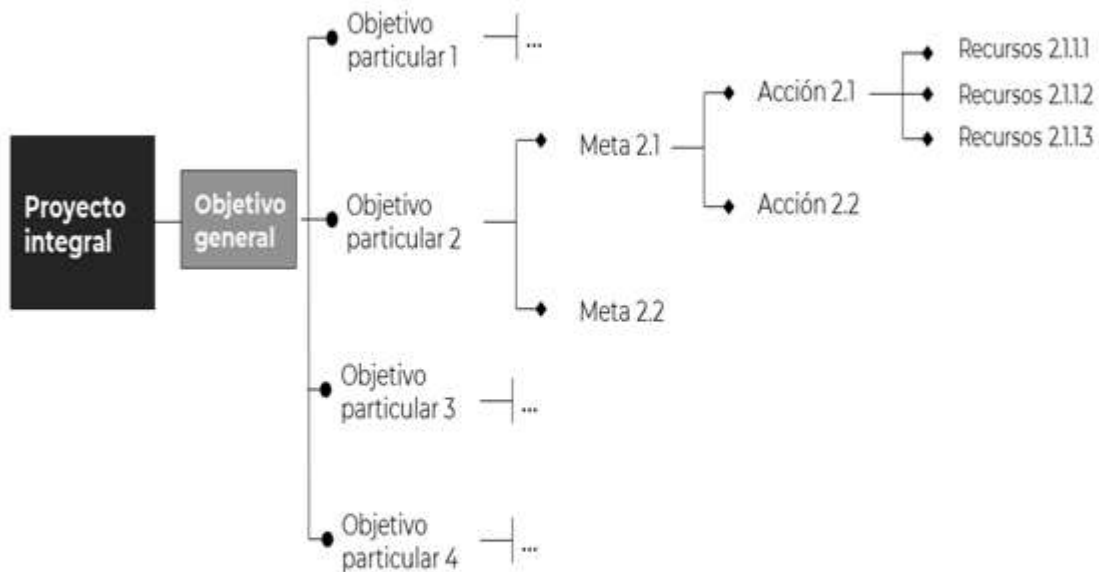 Proyecto
integral
Objetivo
general
Objetivo
particular 1
...
Objetivo
particular 2
Meta 2.1
Acción 2.1
Recursos 2.1.1.1
Recursos 2.1.1.2
Recursos 2.1.1.3
Acción 2.2
Meta 2.2
Objetivo
particular 3
...
Objetivo
particular 4
...